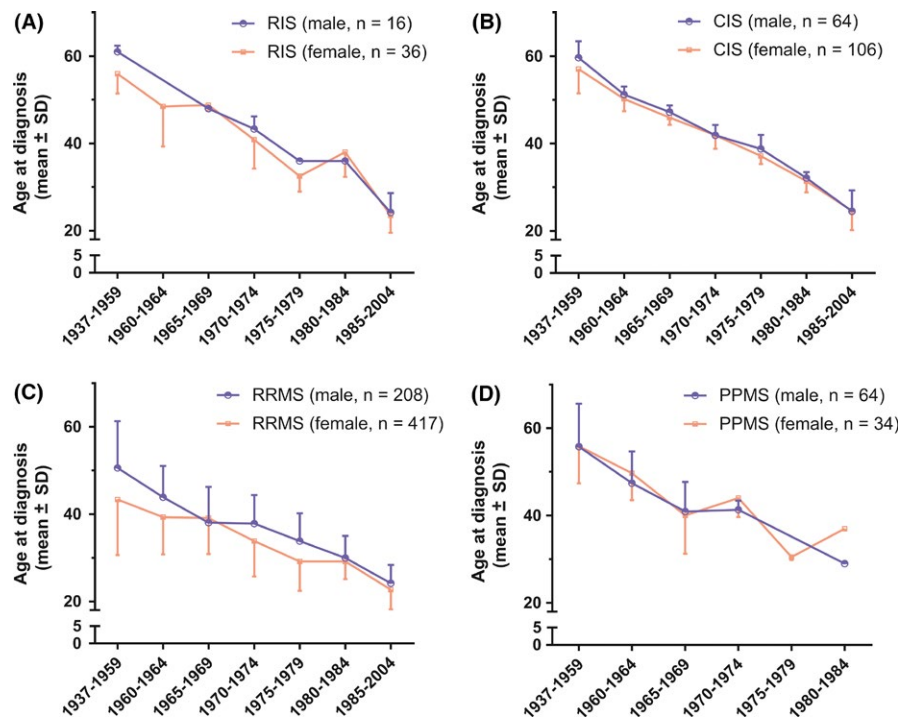 (A)
RIS (male, n = 16)
RIS (female, n = 36)
Age at diagnosis
(mean ± SD)
60
40
20
5
0
1937-1959
1960-1964
1965-1969
1970-1974
1975-1979
1980-1984
1985-2004
(B)
CIS (male, n = 64)
CIS (female, n = 106)
Age at diagnosis
(mean ± SD)
60
40
20
5
0
1937-1959
1960-1964
1965-1969
1970-1974
1975-1979
1980-1984
1985-2004
(C)
RRMS (male, n = 208)
RRMS (female, n = 417)
Age at diagnosis
(mean ± SD)
60
40
20
5
0
1937-1959
1960-1964
1965-1969
1970-1974
1975-1979
1980-1984
1985-2004
(D)
PPMS (male, n = 64)
PPMS (female, n = 34)
Age at diagnosis
(mean ± SD)
60
40
20
5
0
1937-1959
1960-1964
1965-1969
1970-1974
1975-1979
1980-1984